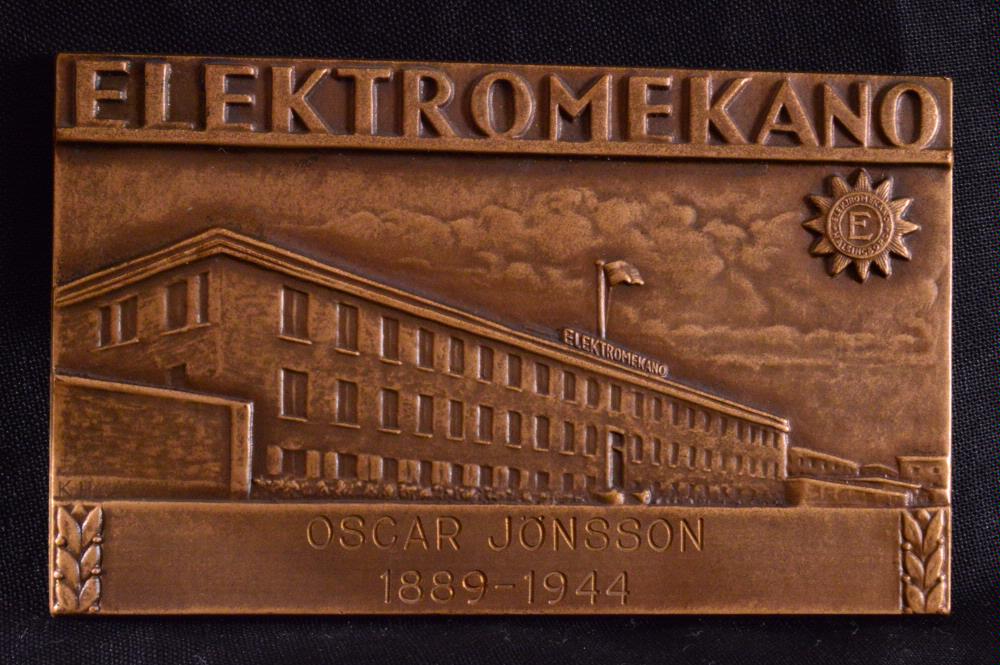 ELEKTROMEKANO
E
ELEKTROMEKANO
OSCAR JÖNSSON
1889-1944